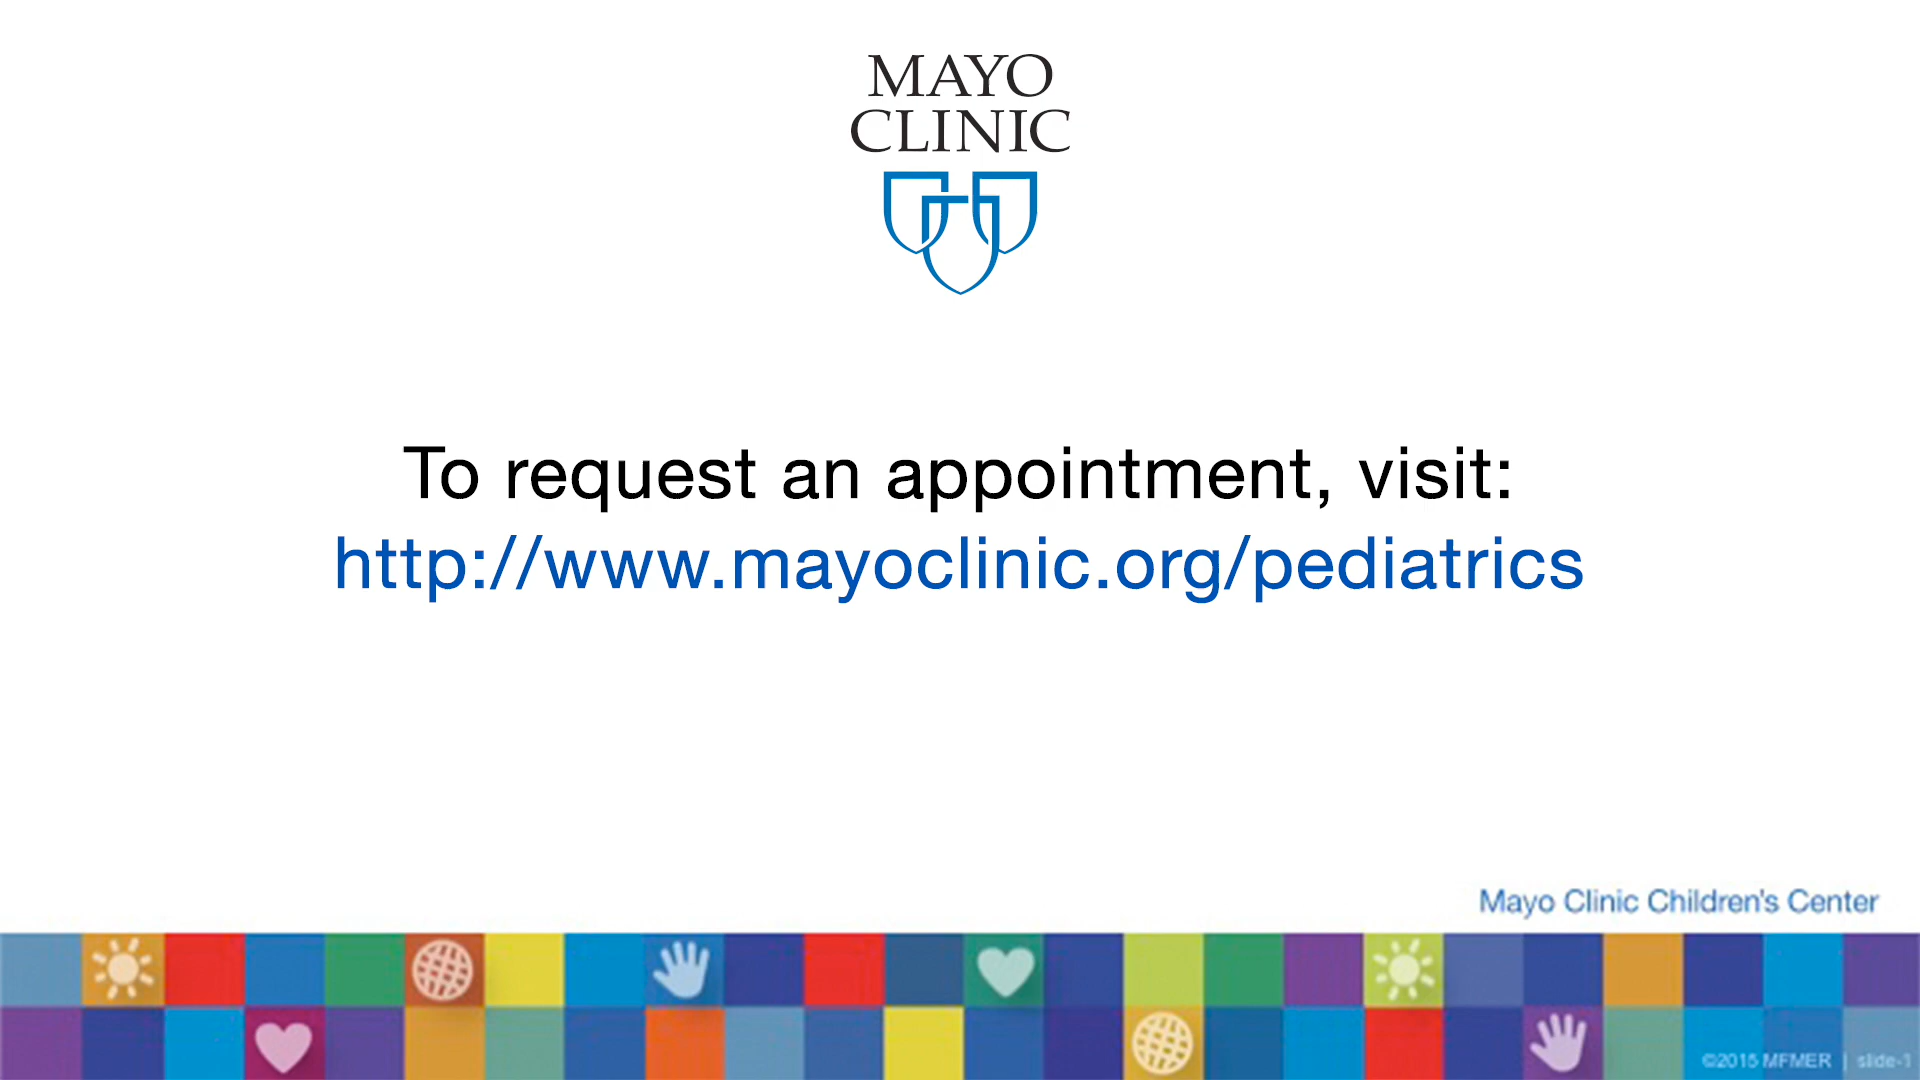 MAYO
CLINIC
To request an appointment, visit:
http://www.mayoclinic.org/pediatrics
Mayo Clinic Children's Center
©2015 MFMER | slide-1